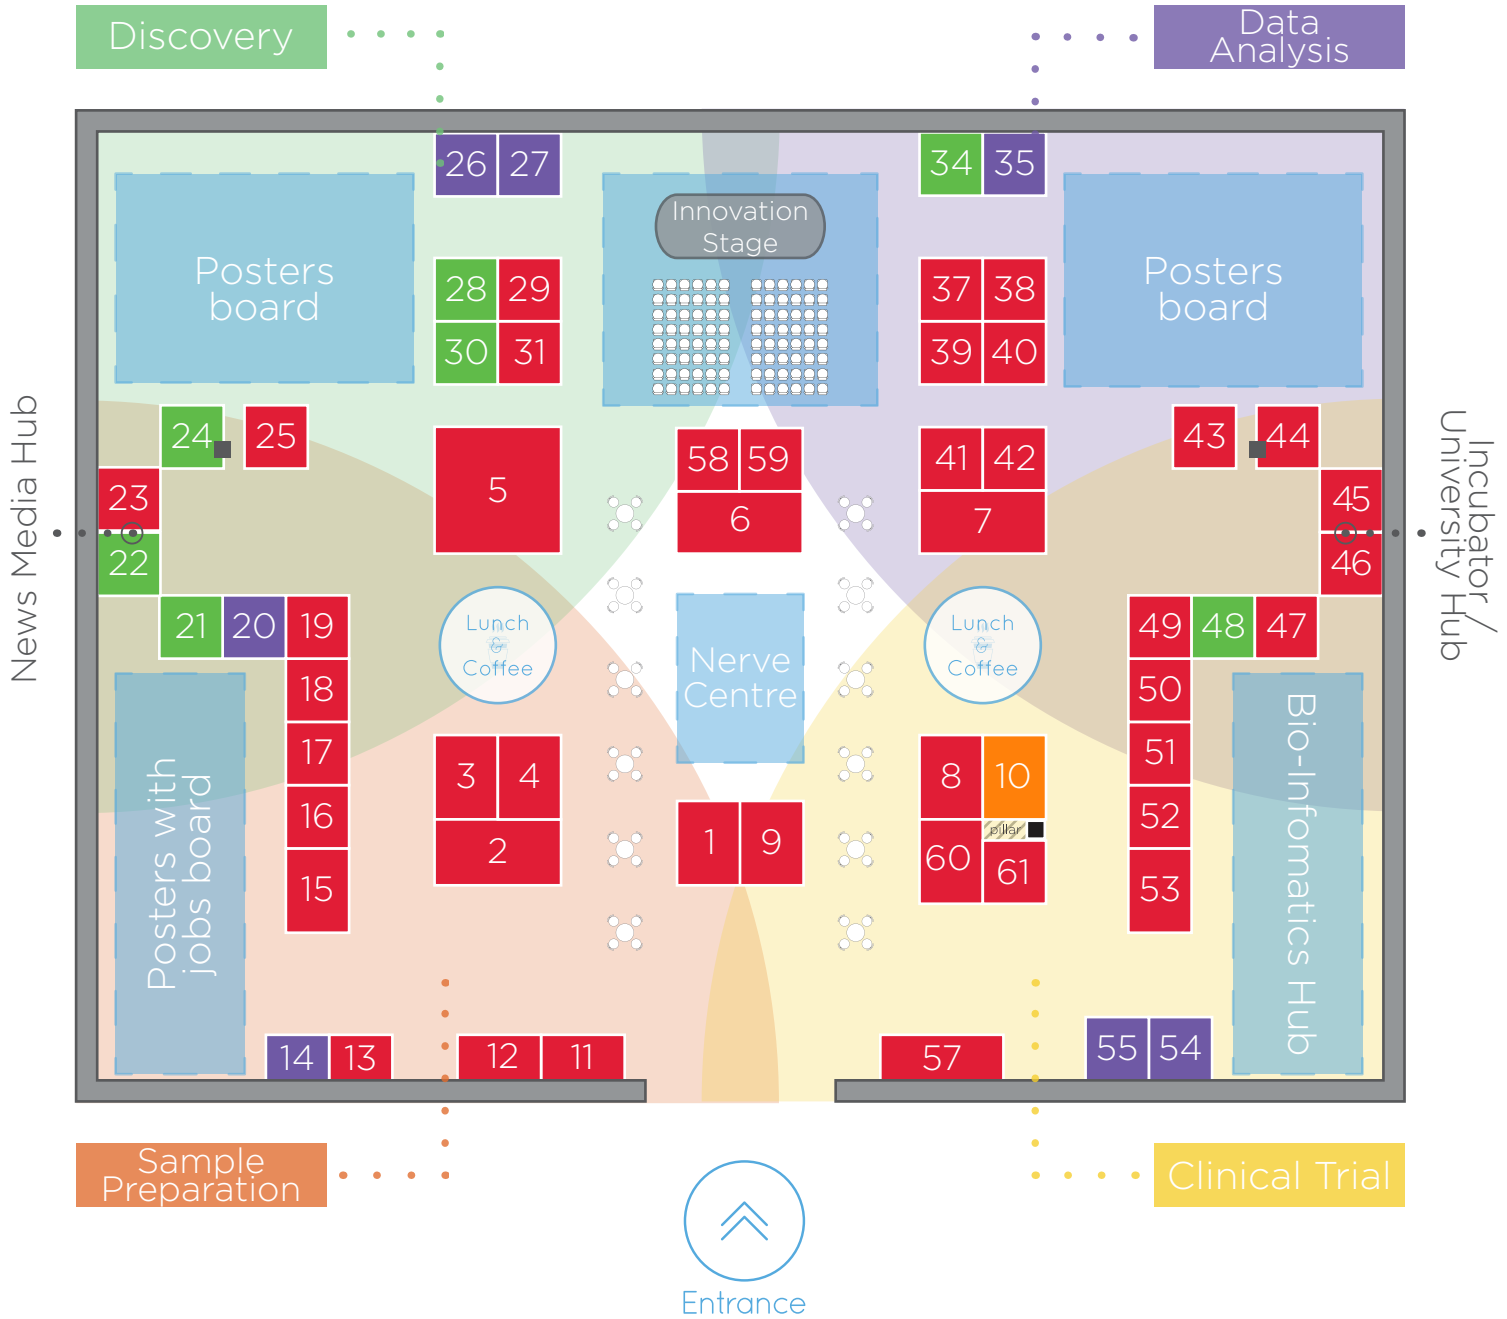 Discovery
Data
Analysis
26 27
34 35
Innovation
Stage
Posters
board
Posters
board
28 29
30 31
37 38
39 40
24 25
43 44
5
58 59
6
41 42
7
23
22
45
46
News Media Hub
Incubator /
University Hub
21 20 19
18
17
16
15
Lunch
&
Coffee
Lunch
&
Coffee
Nerve
Centre
49 48 47
50
51
52
53
3 4
2
1 9
8 10
pillar
60 61
Posters with
jobs board
Bio-Infomatics Hub
14 13
12 11
57
55 54
Sample
Preparation
Clinical Trial
Entrance